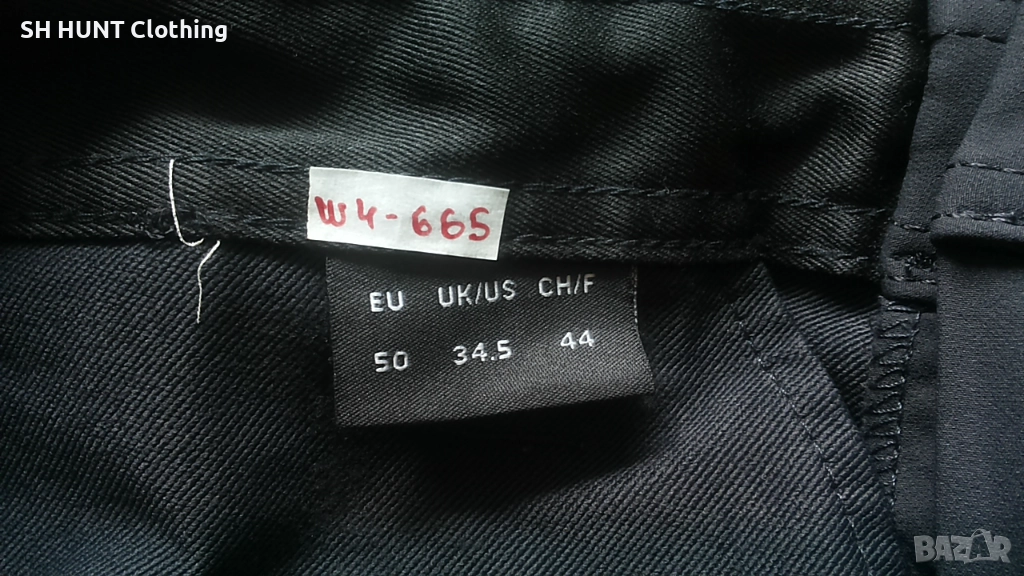 SH HUNT Clothing
W4-665
EU UK/US CH/F
50 34.5 44
BAZAR